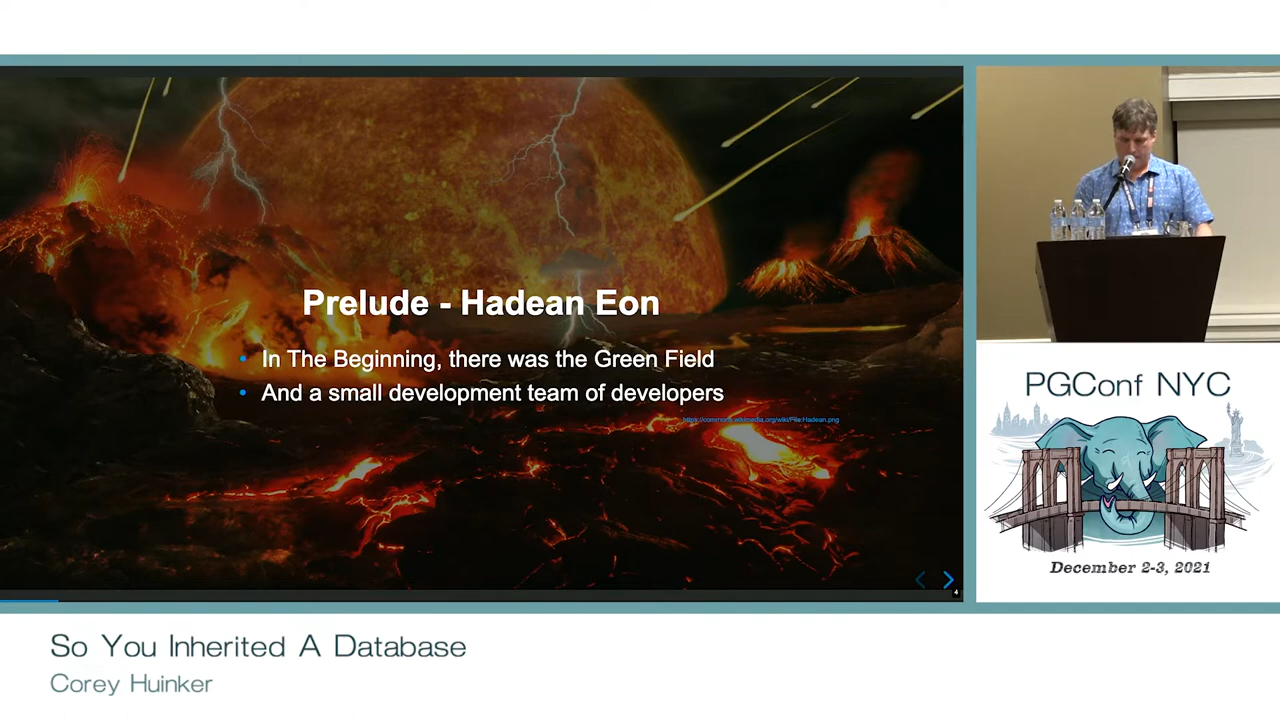 Prelude - Hadean Eon
In The Beginning, there was the Green Field
And a small development team of developers
https://commons.wikimedia.org/wiki/File:Hadean.png
4
PGConf NYC
December 2-3, 2021
So You Inherited A Database
Corey Huinker